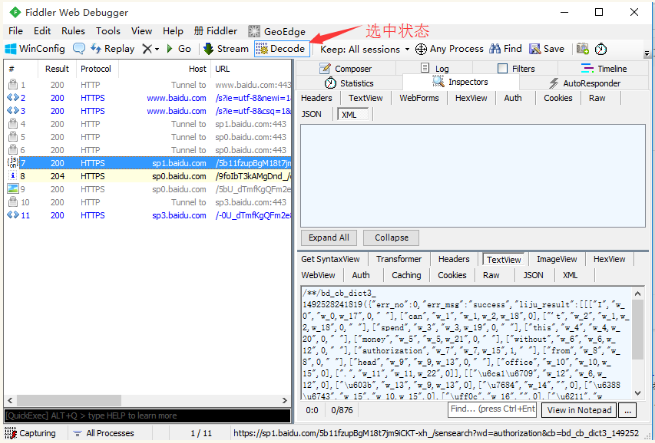 Fiddler Web Debugger
选中状态
File Edit Rules Tools View Help Fiddler GeoEdge
WinConfig Replay Go Stream Decode Keep: All sessions Any Process Find Save
# Result Protocol Host URL
1 200 HTTP Tunnel to www.baidu.com:443
2 200 HTTPS www.baidu.com /s?ie=utf-8&newi=1
3 200 HTTPS www.baidu.com /s?ie=utf-8&csq=1&
4 200 HTTP Tunnel to sp1.baidu.com:443
5 200 HTTP Tunnel to sp0.baidu.com:443
6 200 HTTP Tunnel to sp0.baidu.com:443
7 200 HTTPS sp1.baidu.com /5b11fzupBgM18t7jm
8 204 HTTPS sp0.baidu.com /9foIbT3kAMgDnd_/
9 200 HTTPS sp0.baidu.com /5bU_dTmfKgQFm2e
10 200 HTTP Tunnel to sp3.baidu.com:443
11 200 HTTPS sp3.baidu.com /-0U_dTmfKgQFm2e
Composer Log Filters Timeline
Statistics Inspectors AutoResponder
Headers TextView WebForms HexView Auth Cookies Raw
JSON XML
Expand All Collapse
Get SyntaxView Transformer Headers TextView ImageView HexView
WebView Auth Caching Cookies Raw JSON XML
/**/bd_cb_dict3_
1492528241819({"err_no":0,"err_msg":"success","liju_result":[[["I","w_
0","w_0,w_17",0," "],["can","w_1","w_1,w_2,w_18",0],["'t","w_2","w_1,w
_2,w_18",0," "],["spend","w_3","w_3,w_19",0," "],["this","w_4","w_4,w_
20",0," "],["money","w_5","w_5,w_21",0," "],["without","w_6","w_6,w_
12",0," "],["authorization","w_7","w_7,w_15",1," "],["from","w_8","w_
8",0," "],["head","w_9","w_9,w_13",0," "],["office","w_10","w_10,w_
15",0],[".","w_11","w_11,w_22",0]],[["\u6ca1\u6709","w_12","w_6,w_
12",0],["\u603b","w_13","w_9,w_13",0],["\u7684","w_14","",0],["\u6388
\u6743","w_15","w_10,w_15",0],["\uff0c","w_16","",0],["\u6211","w_
0:0 0/876 Find... (press Ctrl+Ent View in Notepad ...
[QuickExec] ALT+Q > type HELP to learn more
Capturing All Processes 1 / 11 https://sp1.baidu.com/5b11fzupBgM18t7jm9iCKT-xh_/sensearch?wd=authorization&cb=bd_cb_dict3_149252